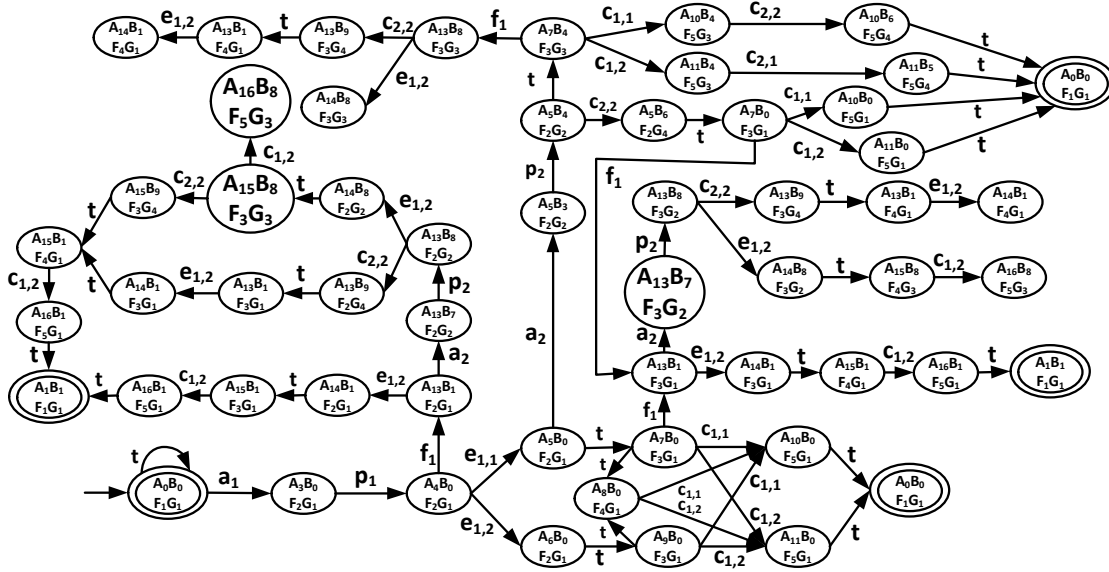 e₁,₂ t c₂,₂ f₁ c₁,₁ c₂,₂
A₁₄B₁ A₁₃B₁ A₁₃B₉ A₁₃B₈ A₇B₄ A₁₀B₄ A₁₀B₆
F₄G₁ F₄G₁ F₃G₄ F₃G₃ F₃G₃ F₅G₃ F₅G₄
e₁,₂ c₁,₂ c₂,₁ t
A₁₆B₈ A₁₄B₈ A₁₁B₄ A₁₁B₅ t A₀B₀
F₅G₃ F₃G₃ F₅G₃ F₅G₄ F₁G₁
t c₁,₁ t
A₅B₄ c₂,₂ A₅B₆ t A₇B₀ A₁₀B₀
F₂G₂ F₂G₄ F₃G₁ F₅G₁
c₁,₂ p₂ f₁ c₁,₂ A₁₁B₀ t
F₅G₁
A₁₅B₉ c₂,₂ A₁₅B₈ t A₁₄B₈ A₅B₃ A₁₃B₈ c₂,₂ A₁₃B₉ t A₁₃B₁ e₁,₂ A₁₄B₁
F₃G₄ F₃G₃ F₂G₂ F₂G₂ F₃G₂ F₃G₄ F₄G₁ F₄G₁
t e₁,₂
A₁₅B₁ A₁₃B₈ p₂ e₁,₂
F₄G₁ F₂G₂
c₁,₂ t A₁₄B₁ e₁,₂ A₁₃B₁ t A₁₃B₉ c₂,₂ A₁₃B₇ A₁₄B₈ t A₁₅B₈ c₁,₂ A₁₆B₈
F₃G₁ F₃G₁ F₂G₄ F₃G₂ F₃G₂ F₄G₃ F₅G₃
A₁₆B₁ p₂ A₁₃B₇
F₅G₁ F₂G₂
t a₂ a₂ a₂
A₁B₁ t A₁₆B₁ c₁,₂ A₁₅B₁ t A₁₄B₁ e₁,₂ A₁₃B₁ A₁₃B₁ e₁,₂ A₁₄B₁ t A₁₅B₁ c₁,₂ A₁₆B₁ t A₁B₁
F₁G₁ F₅G₁ F₃G₁ F₂G₁ F₂G₁ F₃G₁ F₃G₁ F₄G₁ F₅G₁ F₁G₁
f₁ f₁
A₅B₀ t A₇B₀ c₁,₁ A₁₀B₀
F₂G₁ F₃G₁ F₅G₁
t e₁,₁ t c₁,₁ t
A₀B₀ a₁ A₃B₀ p₁ A₄B₀ A₈B₀ c₁,₁ A₀B₀
F₁G₁ F₂G₁ F₂G₁ F₄G₁ c₁,₂ F₁G₁
e₁,₂ t c₁,₂ t
A₆B₀ t A₉B₀ c₁,₂ A₁₁B₀
F₂G₁ F₃G₁ F₅G₁